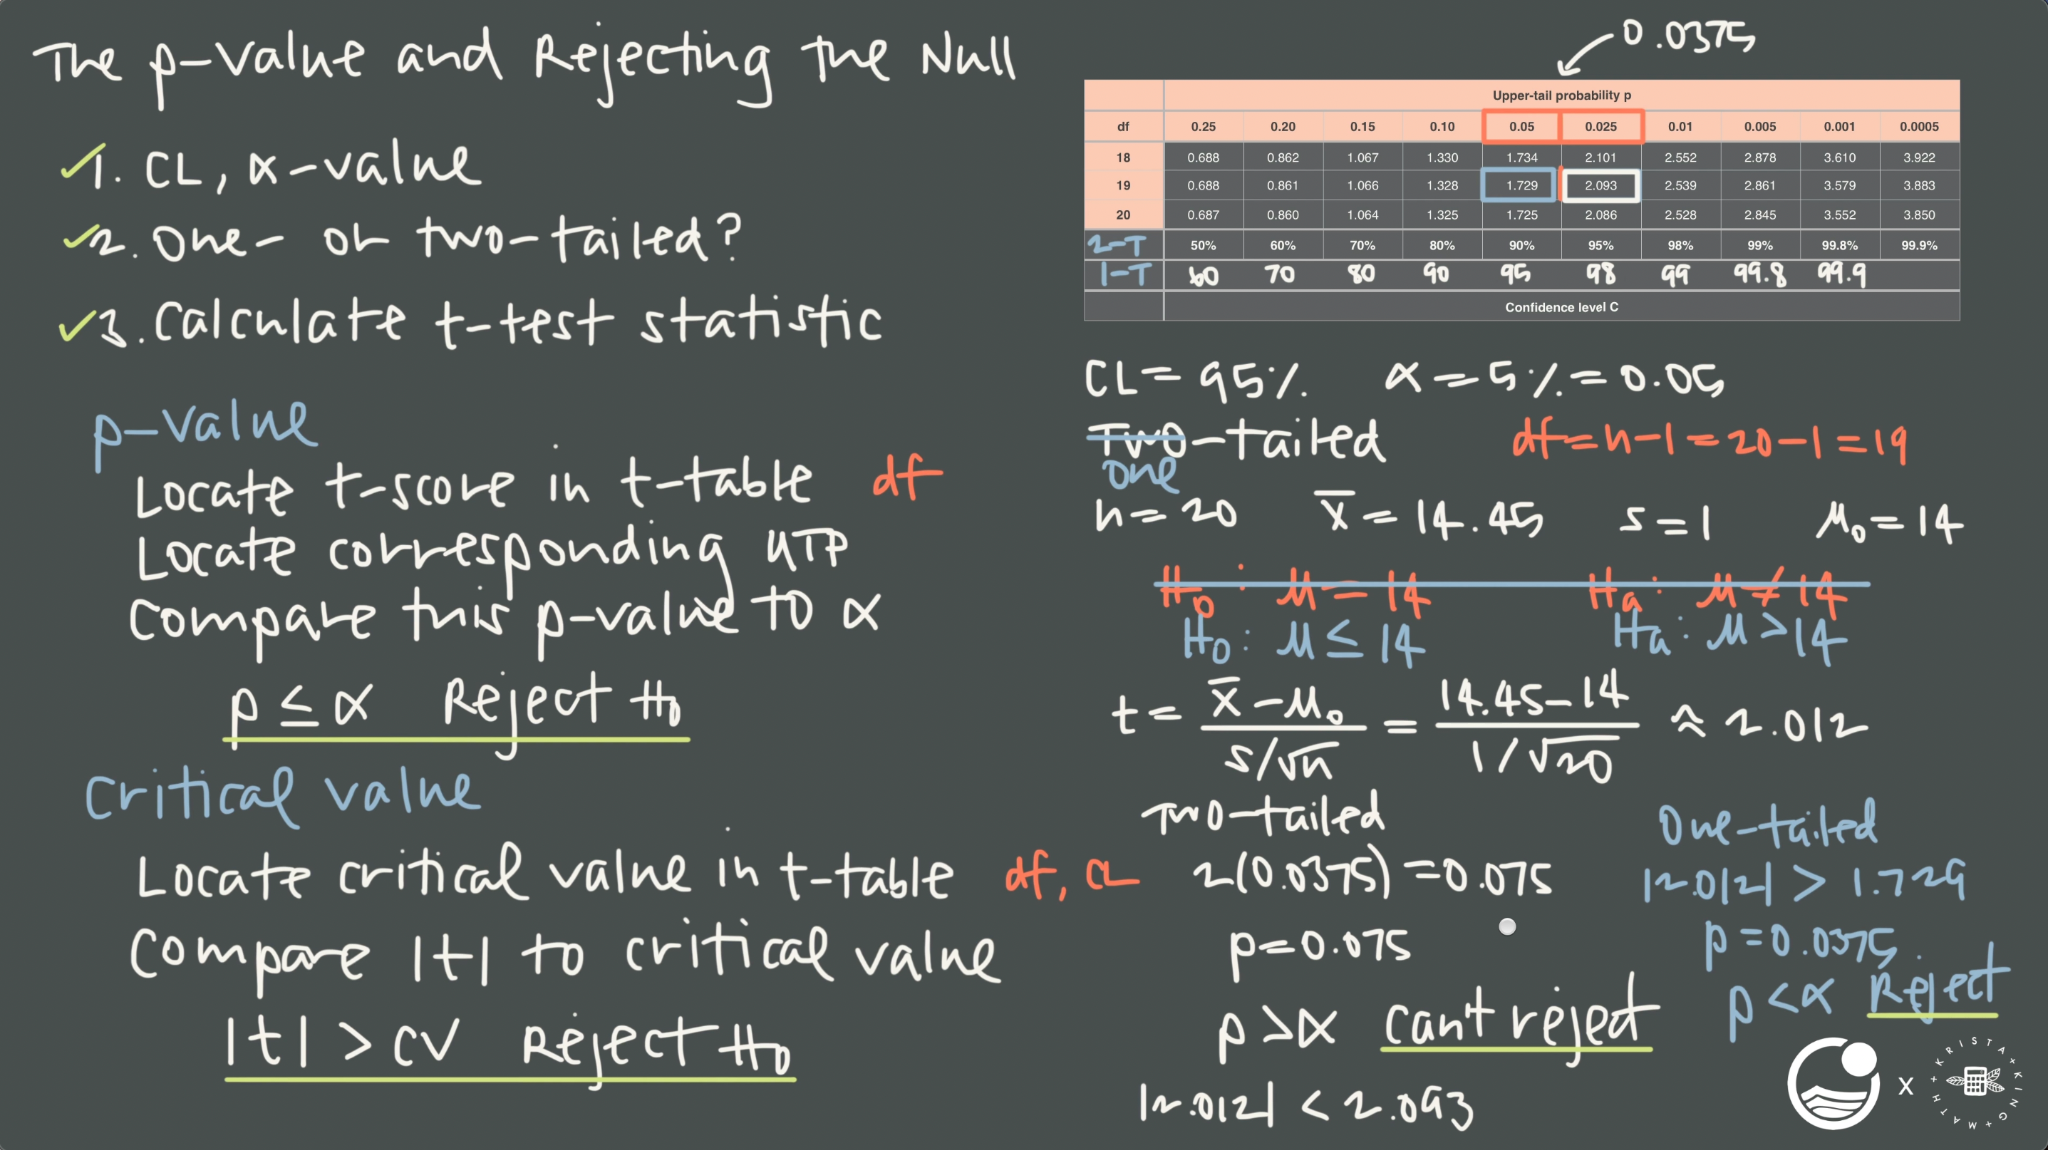 The p-value and Rejecting the Null
✓1. CL, α-value
✓2. One- or two-tailed?
✓3. Calculate t-test statistic
p-value
Locate t-score in t-table df
Locate corresponding UTP
Compare this p-value to α
p ≤ α Reject H₀
Critical value
Locate critical value in t-table df, CL
Compare |t| to critical value
|t| > CV Reject H₀
0.0375
Upper-tail probability p
df 0.25 0.20 0.15 0.10 0.05 0.025 0.01 0.005 0.001 0.0005
18 0.688 0.862 1.067 1.330 1.734 2.101 2.552 2.878 3.610 3.922
19 0.688 0.861 1.066 1.328 1.729 2.093 2.539 2.861 3.579 3.883
20 0.687 0.860 1.064 1.325 1.725 2.086 2.528 2.845 3.552 3.850
2-T 50% 60% 70% 80% 90% 95% 98% 99% 99.8% 99.9%
1-T 60 70 80 90 95 98 99 99.8 99.9
Confidence level C
CL = 95% α = 5% = 0.05
Two-tailed df = n-1 = 20-1 = 19
One
n = 20 x̄ = 14.45 s = 1 μ₀ = 14
H₀: μ = 14 Ha: μ ≠ 14
H₀: μ ≤ 14 Ha: μ > 14
t = (x̄ - μ₀)/(s/√n) = (14.45-14)/(1/√20) ≈ 2.012
Two-tailed
2(0.0375) = 0.075
p = 0.075
p > α can't reject
|2.012| < 2.093
One-tailed
|2.012| > 1.729
p = 0.0375
p < α Reject
X
KRISTA KING MATH